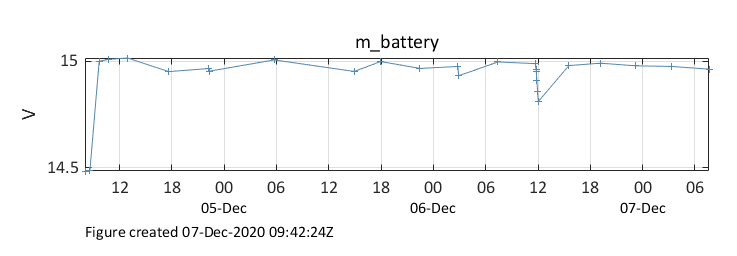 m_battery
15
V
14.5
12 18 00 06 12 18 00 06 12 18 00 06
05-Dec 06-Dec 07-Dec
Figure created 07-Dec-2020 09:42:24Z